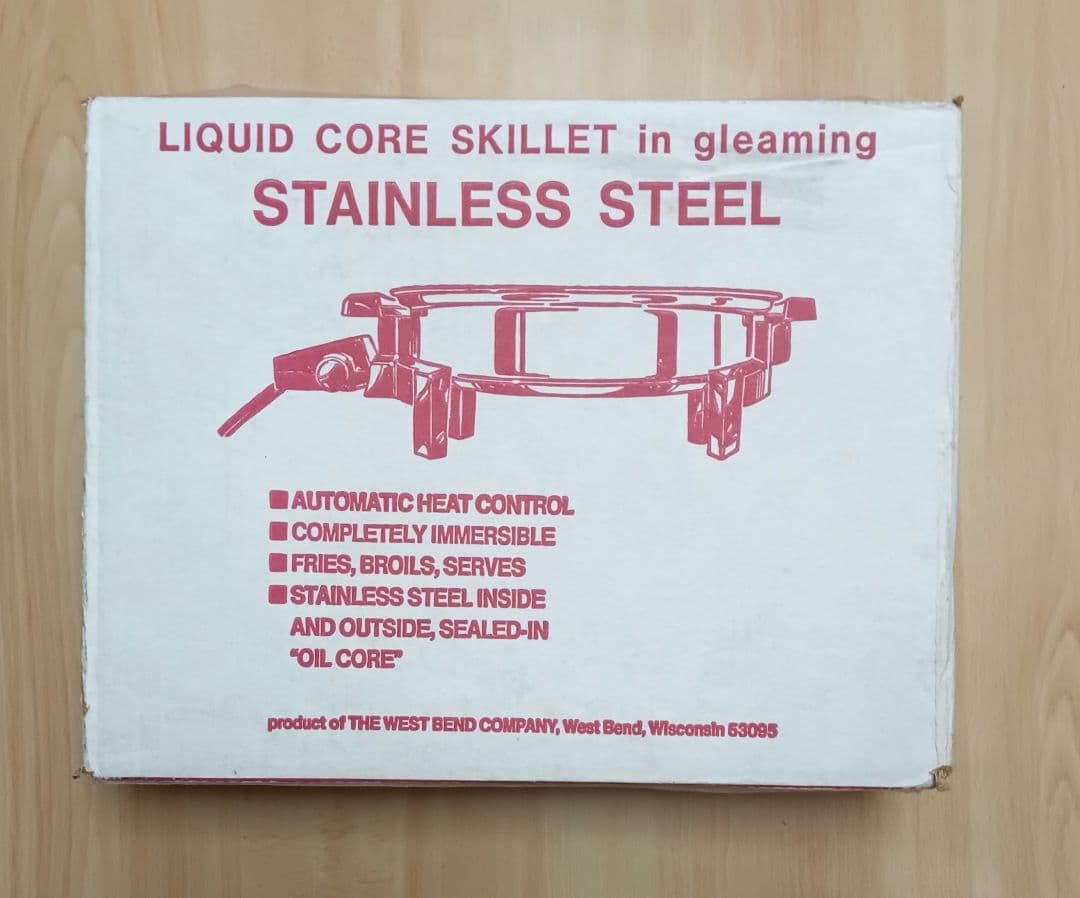 LIQUID CORE SKILLET in gleaming
STAINLESS STEEL
■ AUTOMATIC HEAT CONTROL
■ COMPLETELY IMMERSIBLE
■ FRIES, BROILS, SERVES
■ STAINLESS STEEL INSIDE
AND OUTSIDE, SEALED-IN
"OIL CORE"
product of THE WEST BEND COMPANY, West Bend, Wisconsin 53095